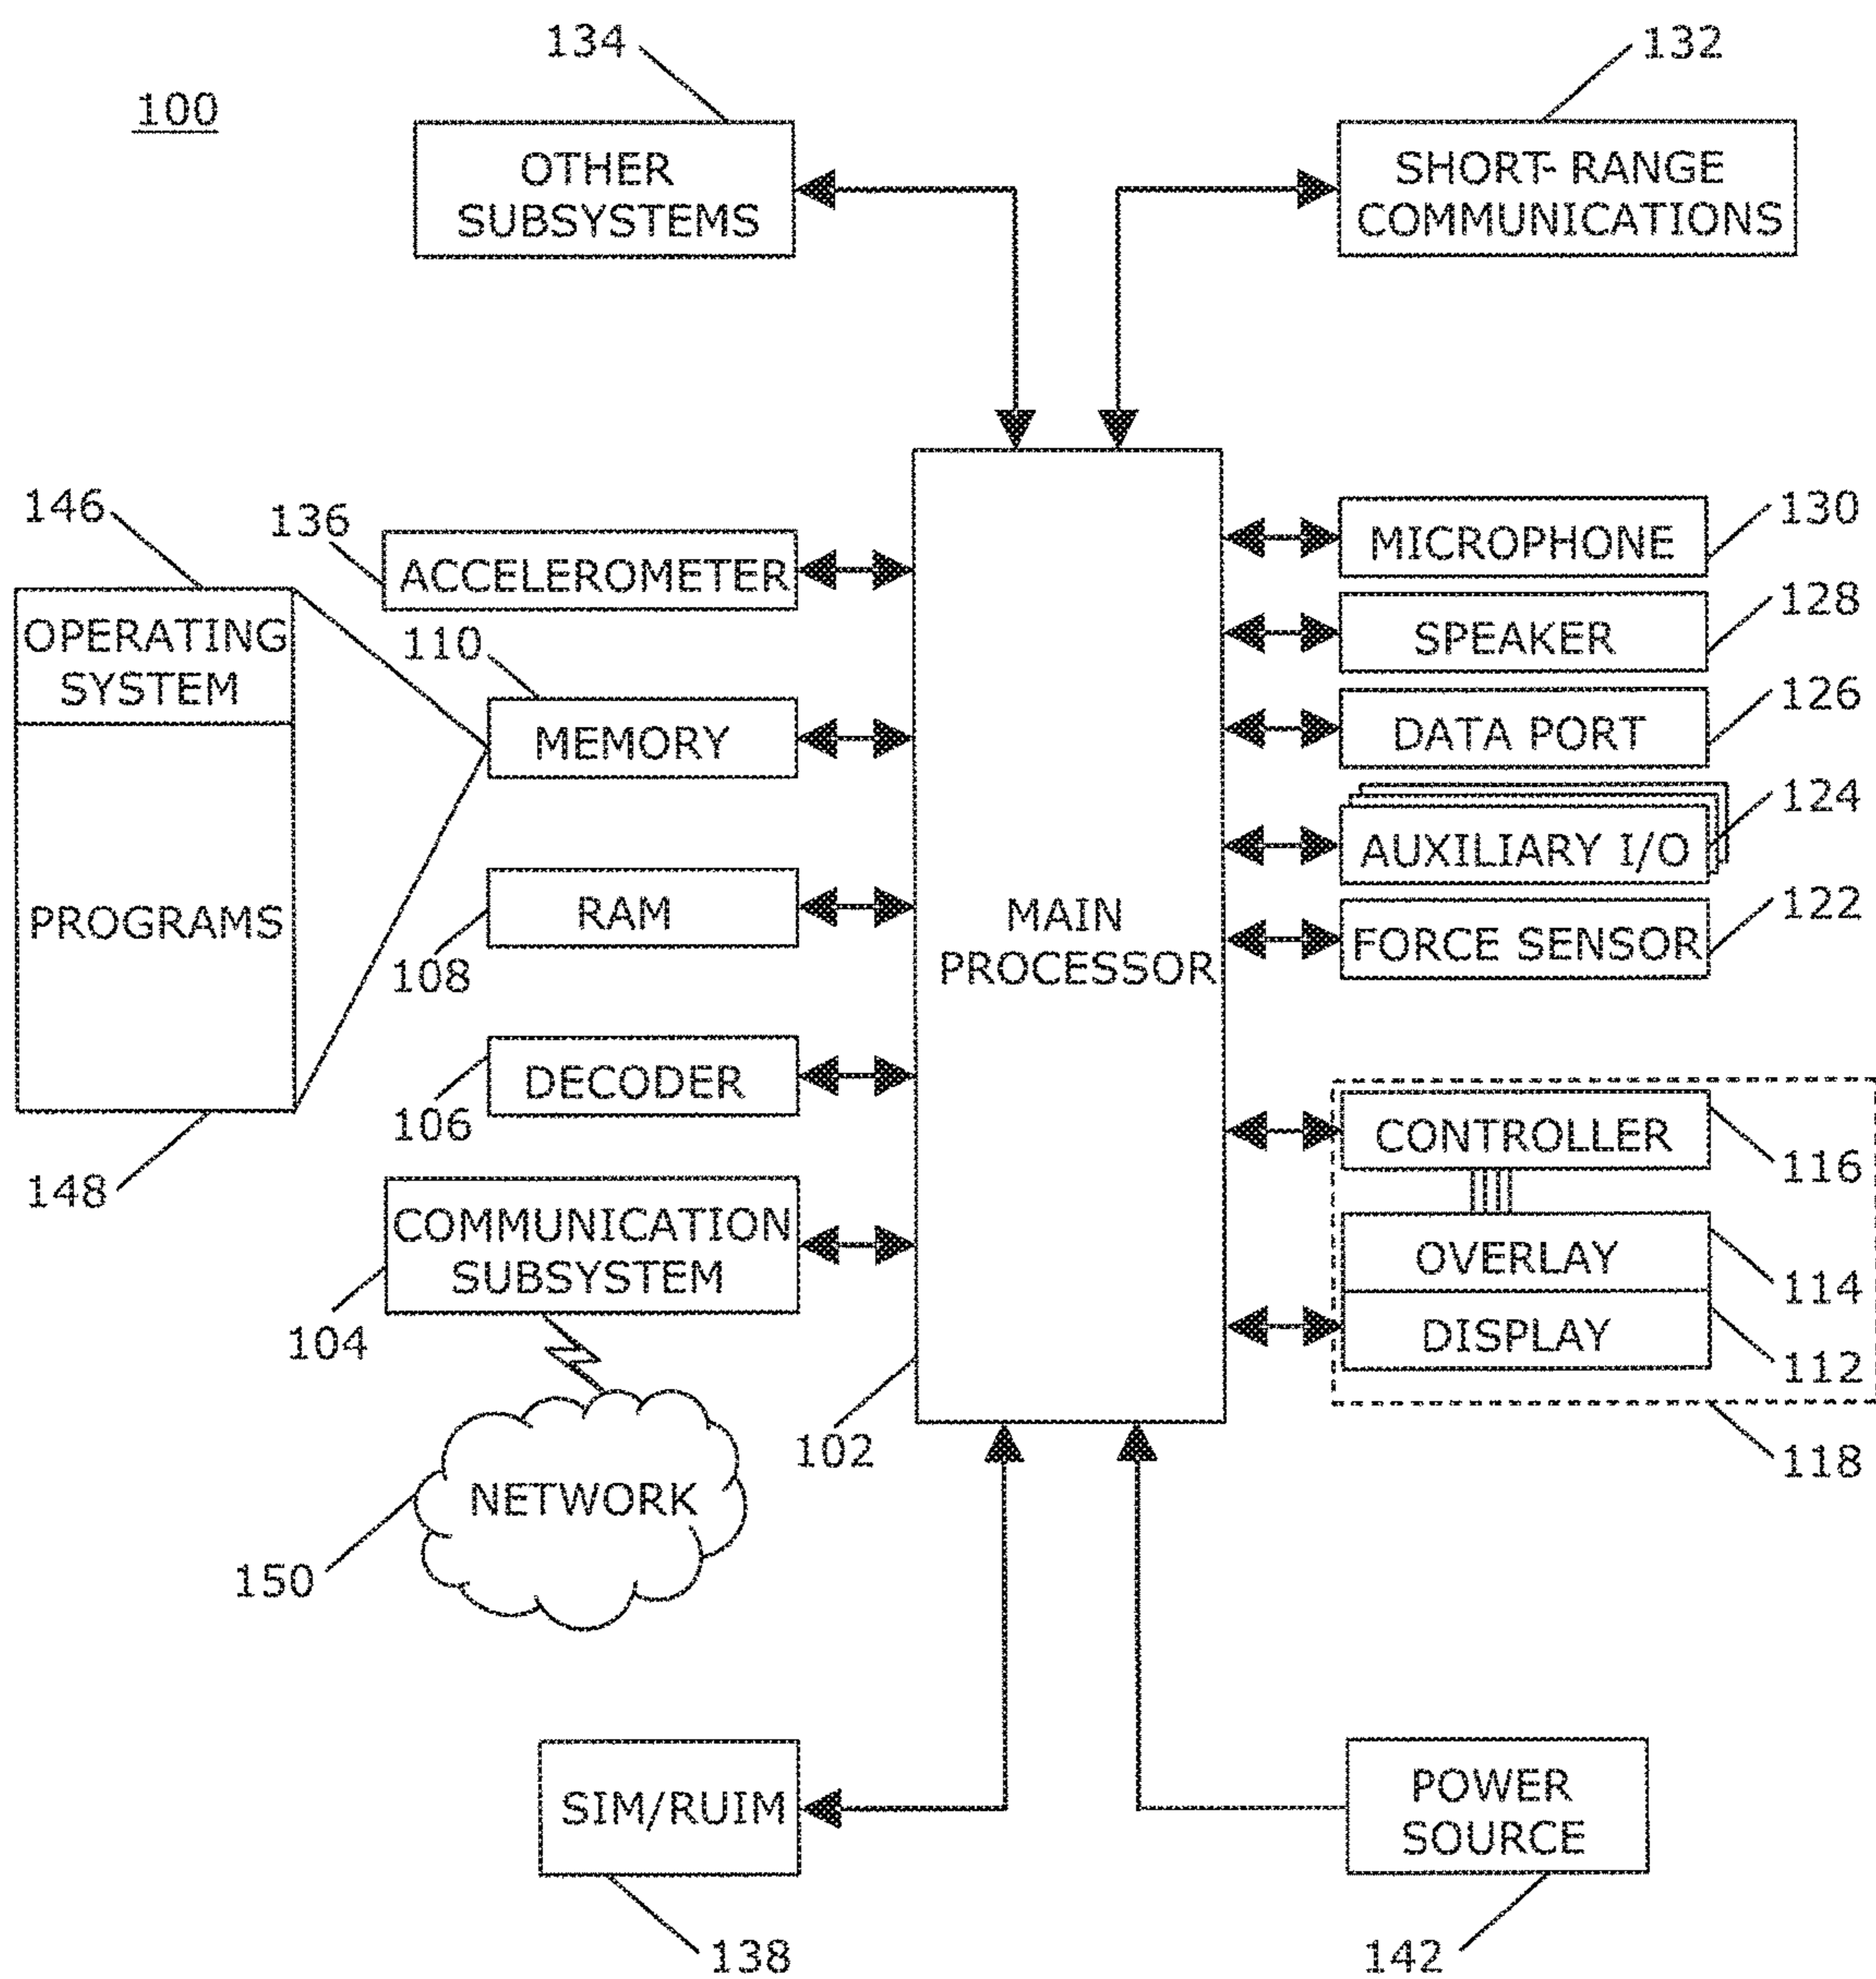 100
134
132
OTHER
SUBSYSTEMS
SHORT- RANGE
COMMUNICATIONS
146
136
ACCELEROMETER
OPERATING
SYSTEM
PROGRAMS
148
110
MEMORY
RAM
108
DECODER
106
COMMUNICATION
SUBSYSTEM
104
NETWORK
150
MAIN
PROCESSOR
102
MICROPHONE
130
SPEAKER
128
DATA PORT
126
AUXILIARY I/O
124
FORCE SENSOR
122
CONTROLLER
116
OVERLAY
114
DISPLAY
112
118
SIM/RUIM
138
POWER
SOURCE
142